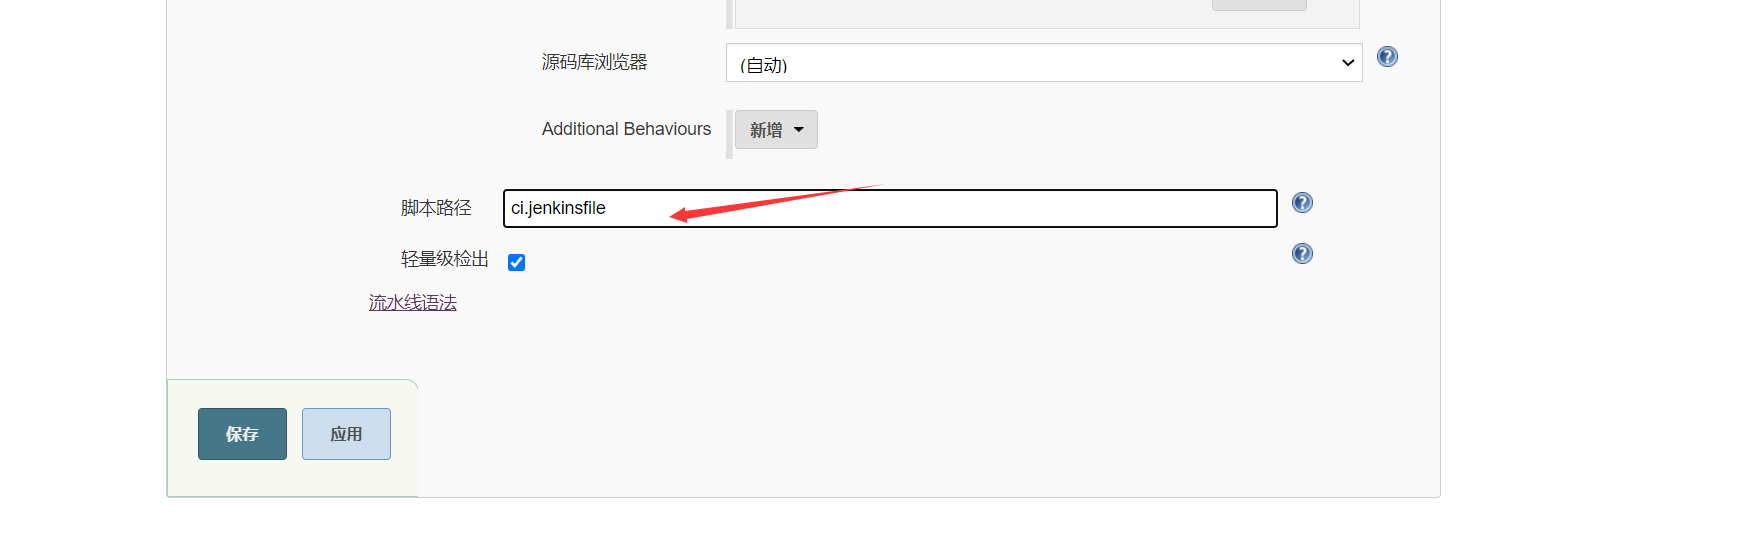 源码库浏览器
(自动)
Additional Behaviours
新增
脚本路径
ci.jenkinsfile
轻量级检出
流水线语法
保存
应用